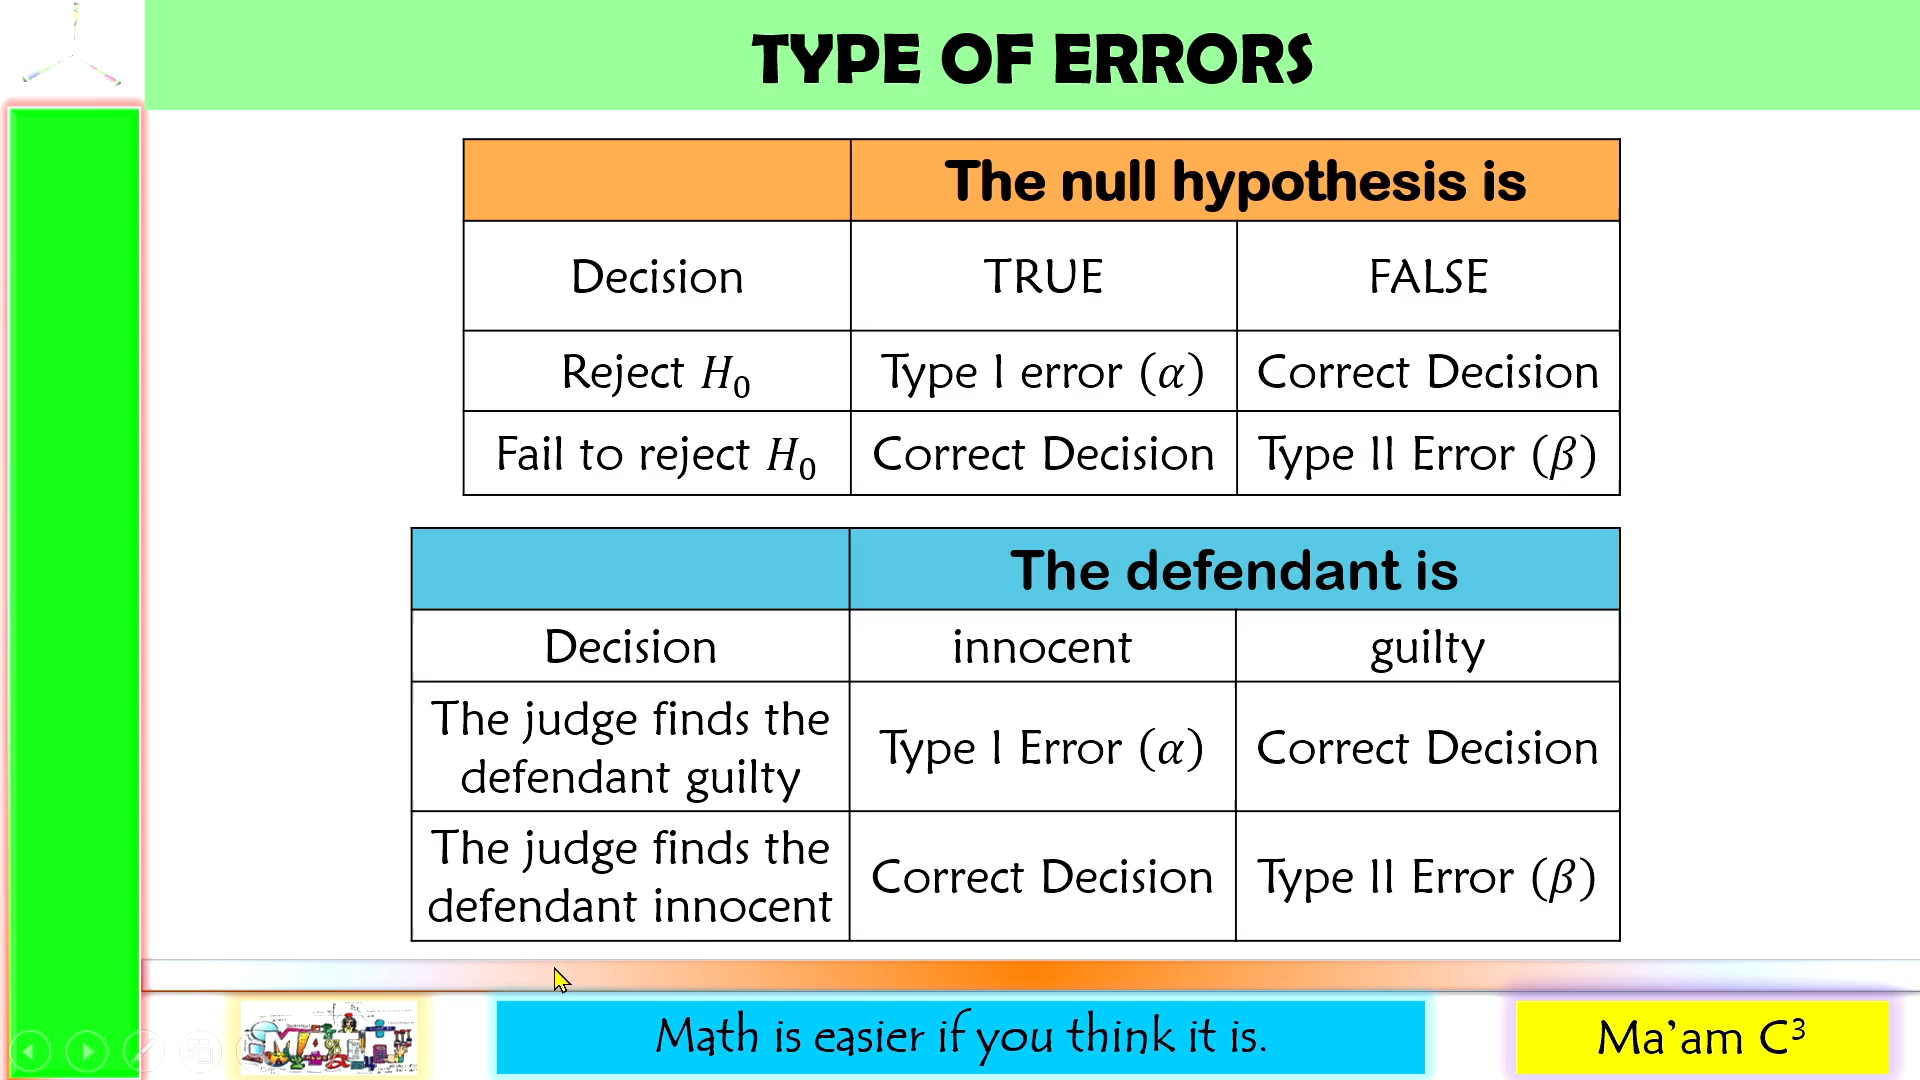 TYPE OF ERRORS
The null hypothesis is
Decision TRUE FALSE
Reject H₀ Type I error (α) Correct Decision
Fail to reject H₀ Correct Decision Type II Error (β)
The defendant is
Decision innocent guilty
The judge finds the
defendant guilty
Type I Error (α) Correct Decision
The judge finds the
defendant innocent
Correct Decision Type II Error (β)
MATH
Math is easier if you think it is.
Ma’am C³